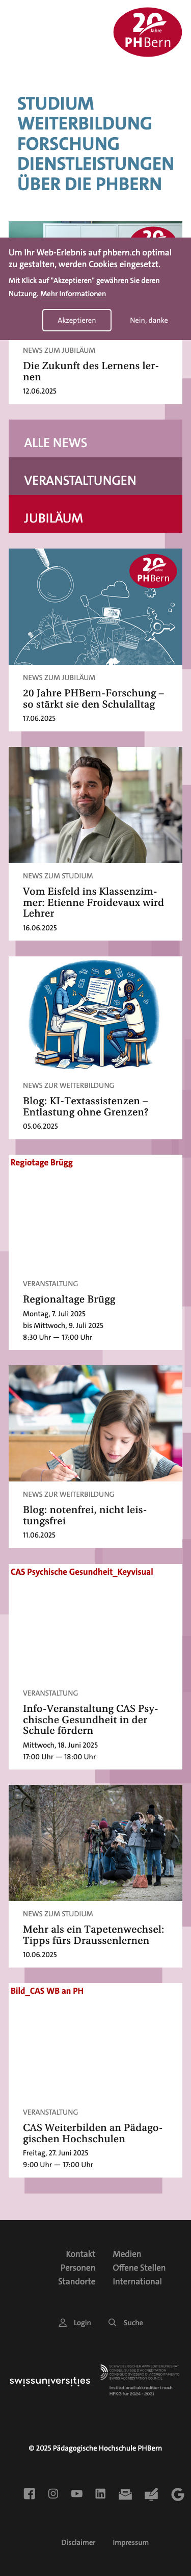 20
Jahre
PHBern
STUDIUM
WEITERBILDUNG
FORSCHUNG
DIENSTLEISTUNGEN
ÜBER DIE PHBERN
Um Ihr Web-Erlebnis auf phbern.ch optimal
zu gestalten, werden Cookies eingesetzt.
Mit Klick auf "Akzeptieren" gewähren Sie deren
Nutzung. Mehr Informationen
Akzeptieren
Nein, danke
NEWS ZUM JUBILÄUM
Die Zukunft des Lernens ler-
nen
12.06.2025
ALLE NEWS
VERANSTALTUNGEN
JUBILÄUM
20
Jahre
PHBern
NEWS ZUM JUBILÄUM
20 Jahre PHBern-Forschung –
so stärkt sie den Schulalltag
17.06.2025
NEWS ZUM STUDIUM
Vom Eisfeld ins Klassenzim-
mer: Etienne Froidevaux wird
Lehrer
16.06.2025
NEWS ZUR WEITERBILDUNG
Blog: KI-Textassistenzen –
Entlastung ohne Grenzen?
05.06.2025
Regiotage Brügg
VERANSTALTUNG
Regionaltage Brügg
Montag, 7. Juli 2025
bis Mittwoch, 9. Juli 2025
8:30 Uhr — 17:00 Uhr
NEWS ZUR WEITERBILDUNG
Blog: notenfrei, nicht leis-
tungsfrei
11.06.2025
CAS Psychische Gesundheit_Keyvisual
VERANSTALTUNG
Info-Veranstaltung CAS Psy-
chische Gesundheit in der
Schule fördern
Mittwoch, 18. Juni 2025
17:00 Uhr — 18:00 Uhr
NEWS ZUM STUDIUM
Mehr als ein Tapetenwechsel:
Tipps fürs Draussenlernen
10.06.2025
Bild_CAS WB an PH
VERANSTALTUNG
CAS Weiterbilden an Pädago-
gischen Hochschulen
Freitag, 27. Juni 2025
9:00 Uhr — 17:00 Uhr
Kontakt
Personen
Standorte
Medien
Offene Stellen
International
Login
Suche
swissuniversities
Institutionell akkreditiert nach
HFKG für 2024 - 2031
© 2025 Pädagogische Hochschule PHBern
Disclaimer
Impressum